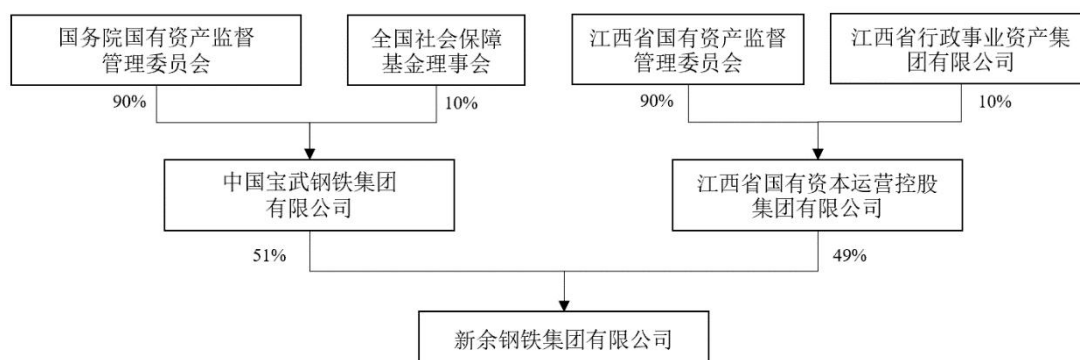 国务院国有资产监督
管理委员会
全国社会保障
基金理事会
江西省国有资产监督
管理委员会
江西省行政事业资产集
团有限公司
90%
10%
90%
10%
中国宝武钢铁集团
有限公司
江西省国有资本运营控股
集团有限公司
51%
49%
新余钢铁集团有限公司